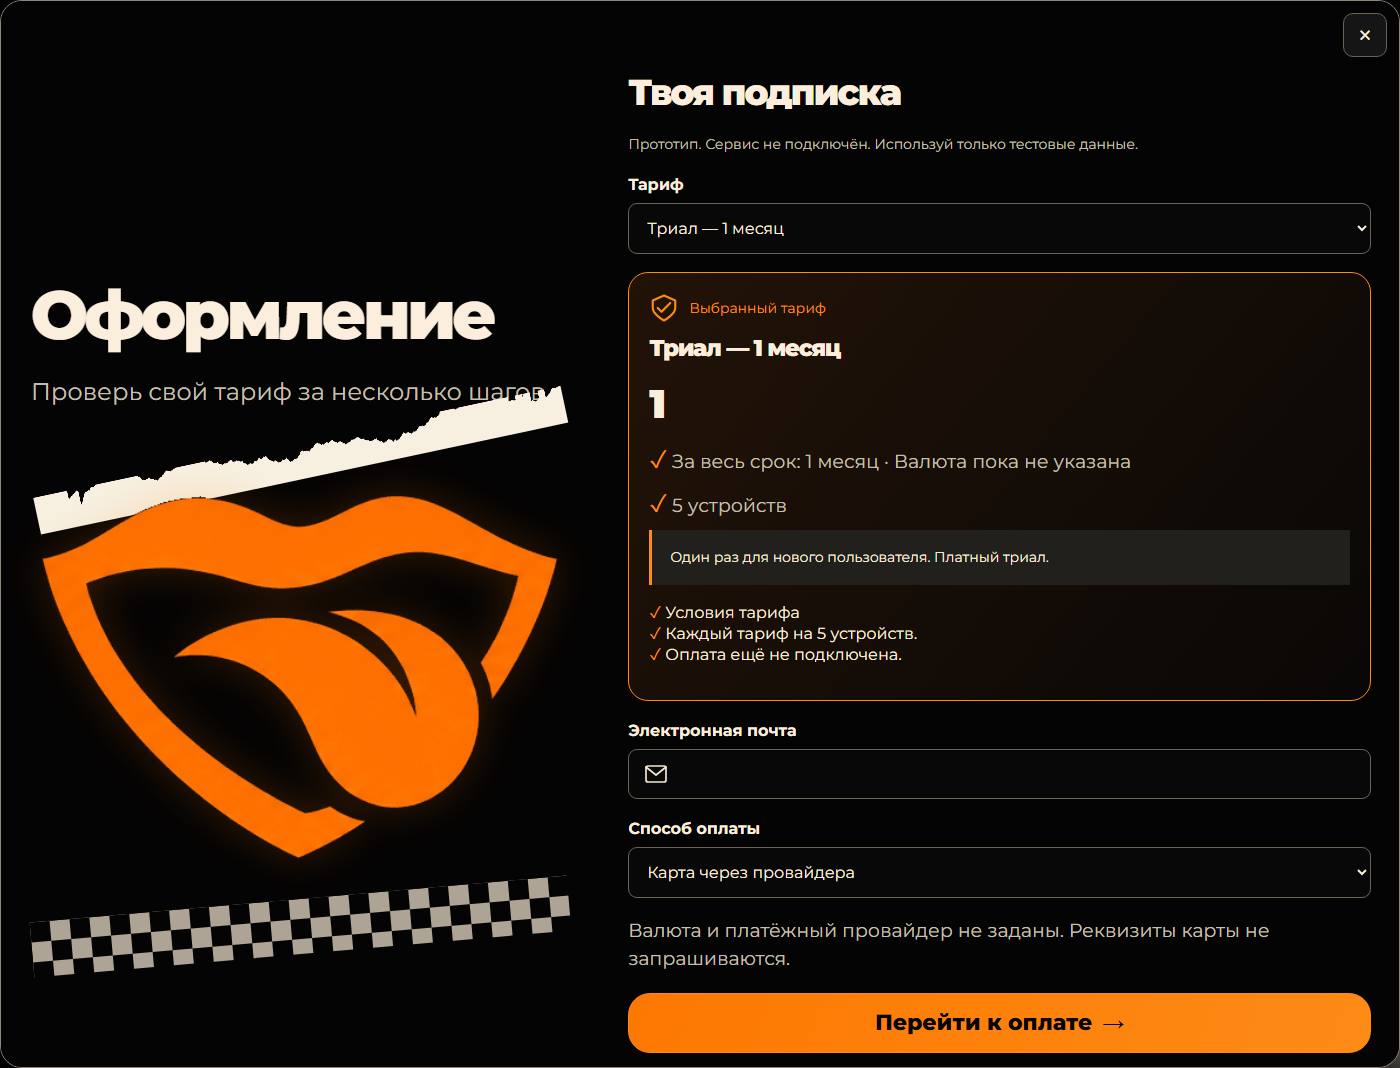 Оформление
Проверь свой тариф за несколько шагов.
Твоя подписка
Прототип. Сервис не подключён. Используй только тестовые данные.
Тариф
Триал — 1 месяц
Выбранный тариф
Триал — 1 месяц
1
✓ За весь срок: 1 месяц · Валюта пока не указана
✓ 5 устройств
Один раз для нового пользователя. Платный триал.
✓ Условия тарифа
✓ Каждый тариф на 5 устройств.
✓ Оплата ещё не подключена.
Электронная почта
Способ оплаты
Карта через провайдера
Валюта и платёжный провайдер не заданы. Реквизиты карты не
запрашиваются.
Перейти к оплате →